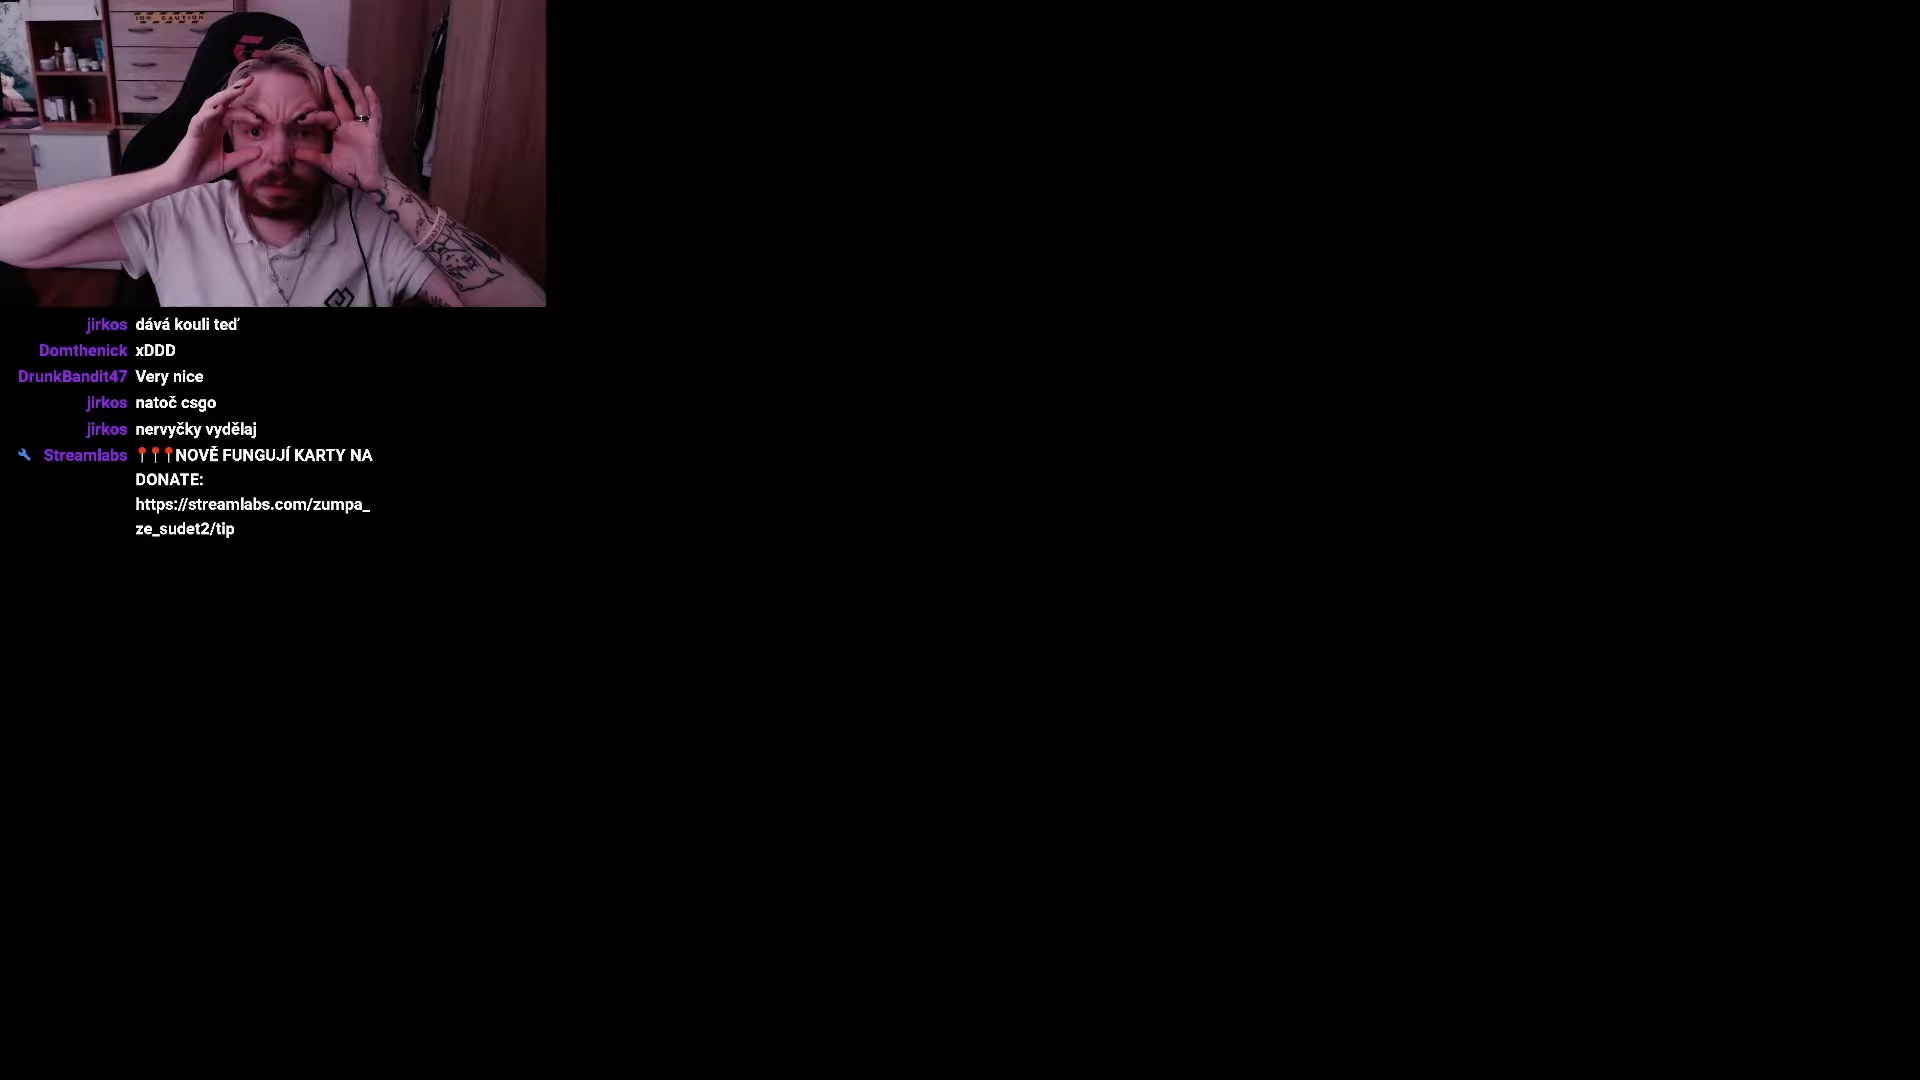 ION CAUTION
jirkos dává kouli teď
Domthenick xDDD
DrunkBandit47 Very nice
jirkos natoč csgo
jirkos nervyčky vydělaj
Streamlabs 📍📍📍NOVĚ FUNGUJÍ KARTY NA
DONATE:
https://streamlabs.com/zumpa_
ze_sudet2/tip